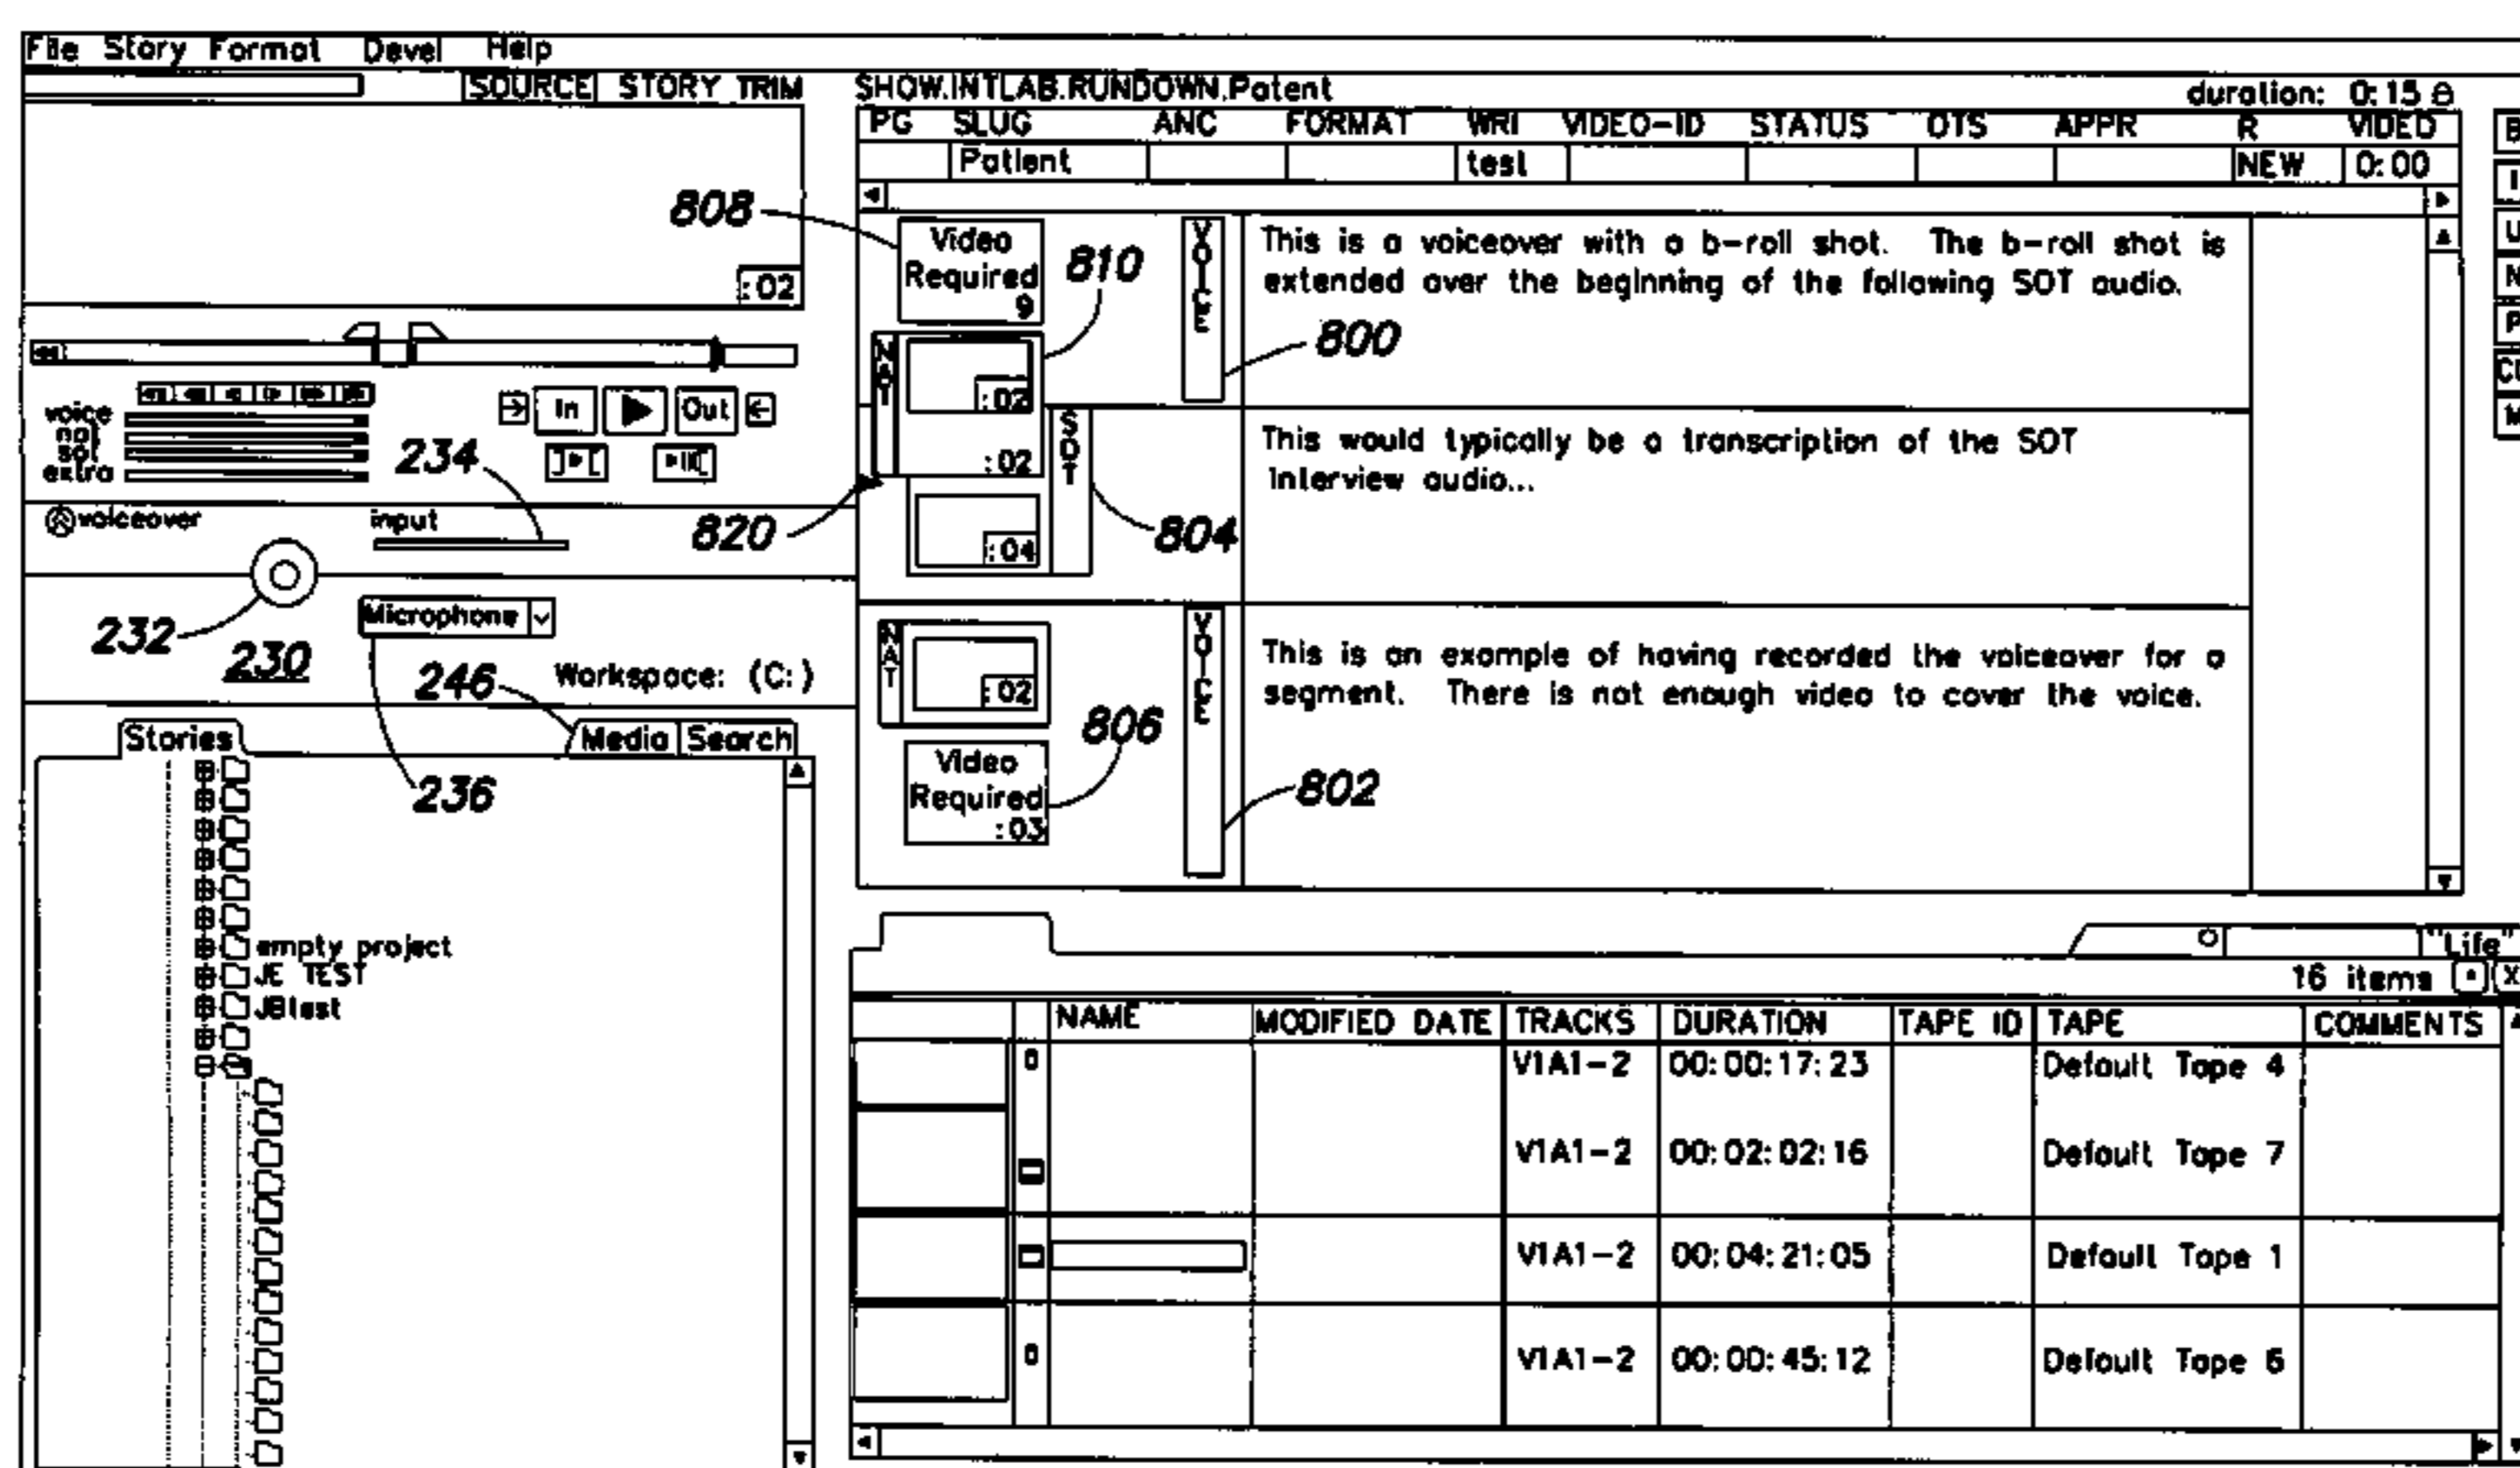 File Story Format Devel Help
SOURCE STORY TRIM
:02
voice
nat
sot
extra
In Out
234
voiceover input
232
230
Microphone
246
Workspace: (C:)
Stories Media Search
236
empty project
JE TEST
JBtest
SHOW.INTLAB.RUNDOWN.Patent duration: 0:15
PG SLUG ANC FORMAT WRI VIDEO-ID STATUS OTS APPR R VIDEO
Patient test NEW 0:00
808
Video
Required
9
810
VOICE
This is a voiceover with a b-roll shot. The b-roll shot is
extended over the beginning of the following SOT audio.
800
NAT
:02
:02
SOT
This would typically be a transcription of the SOT
Interview audio...
820
:04
804
NAT
:02
VOICE
This is an example of having recorded the voiceover for a
segment. There is not enough video to cover the voice.
806
Video
Required
:03
802
B
I
U
N
P
M
"Life"
16 items
NAME MODIFIED DATE TRACKS DURATION TAPE ID TAPE COMMENTS
V1A1-2 00:00:17:23 Default Tape 4
V1A1-2 00:02:02:16 Default Tape 7
V1A1-2 00:04:21:05 Default Tape 1
V1A1-2 00:00:45:12 Default Tape 6